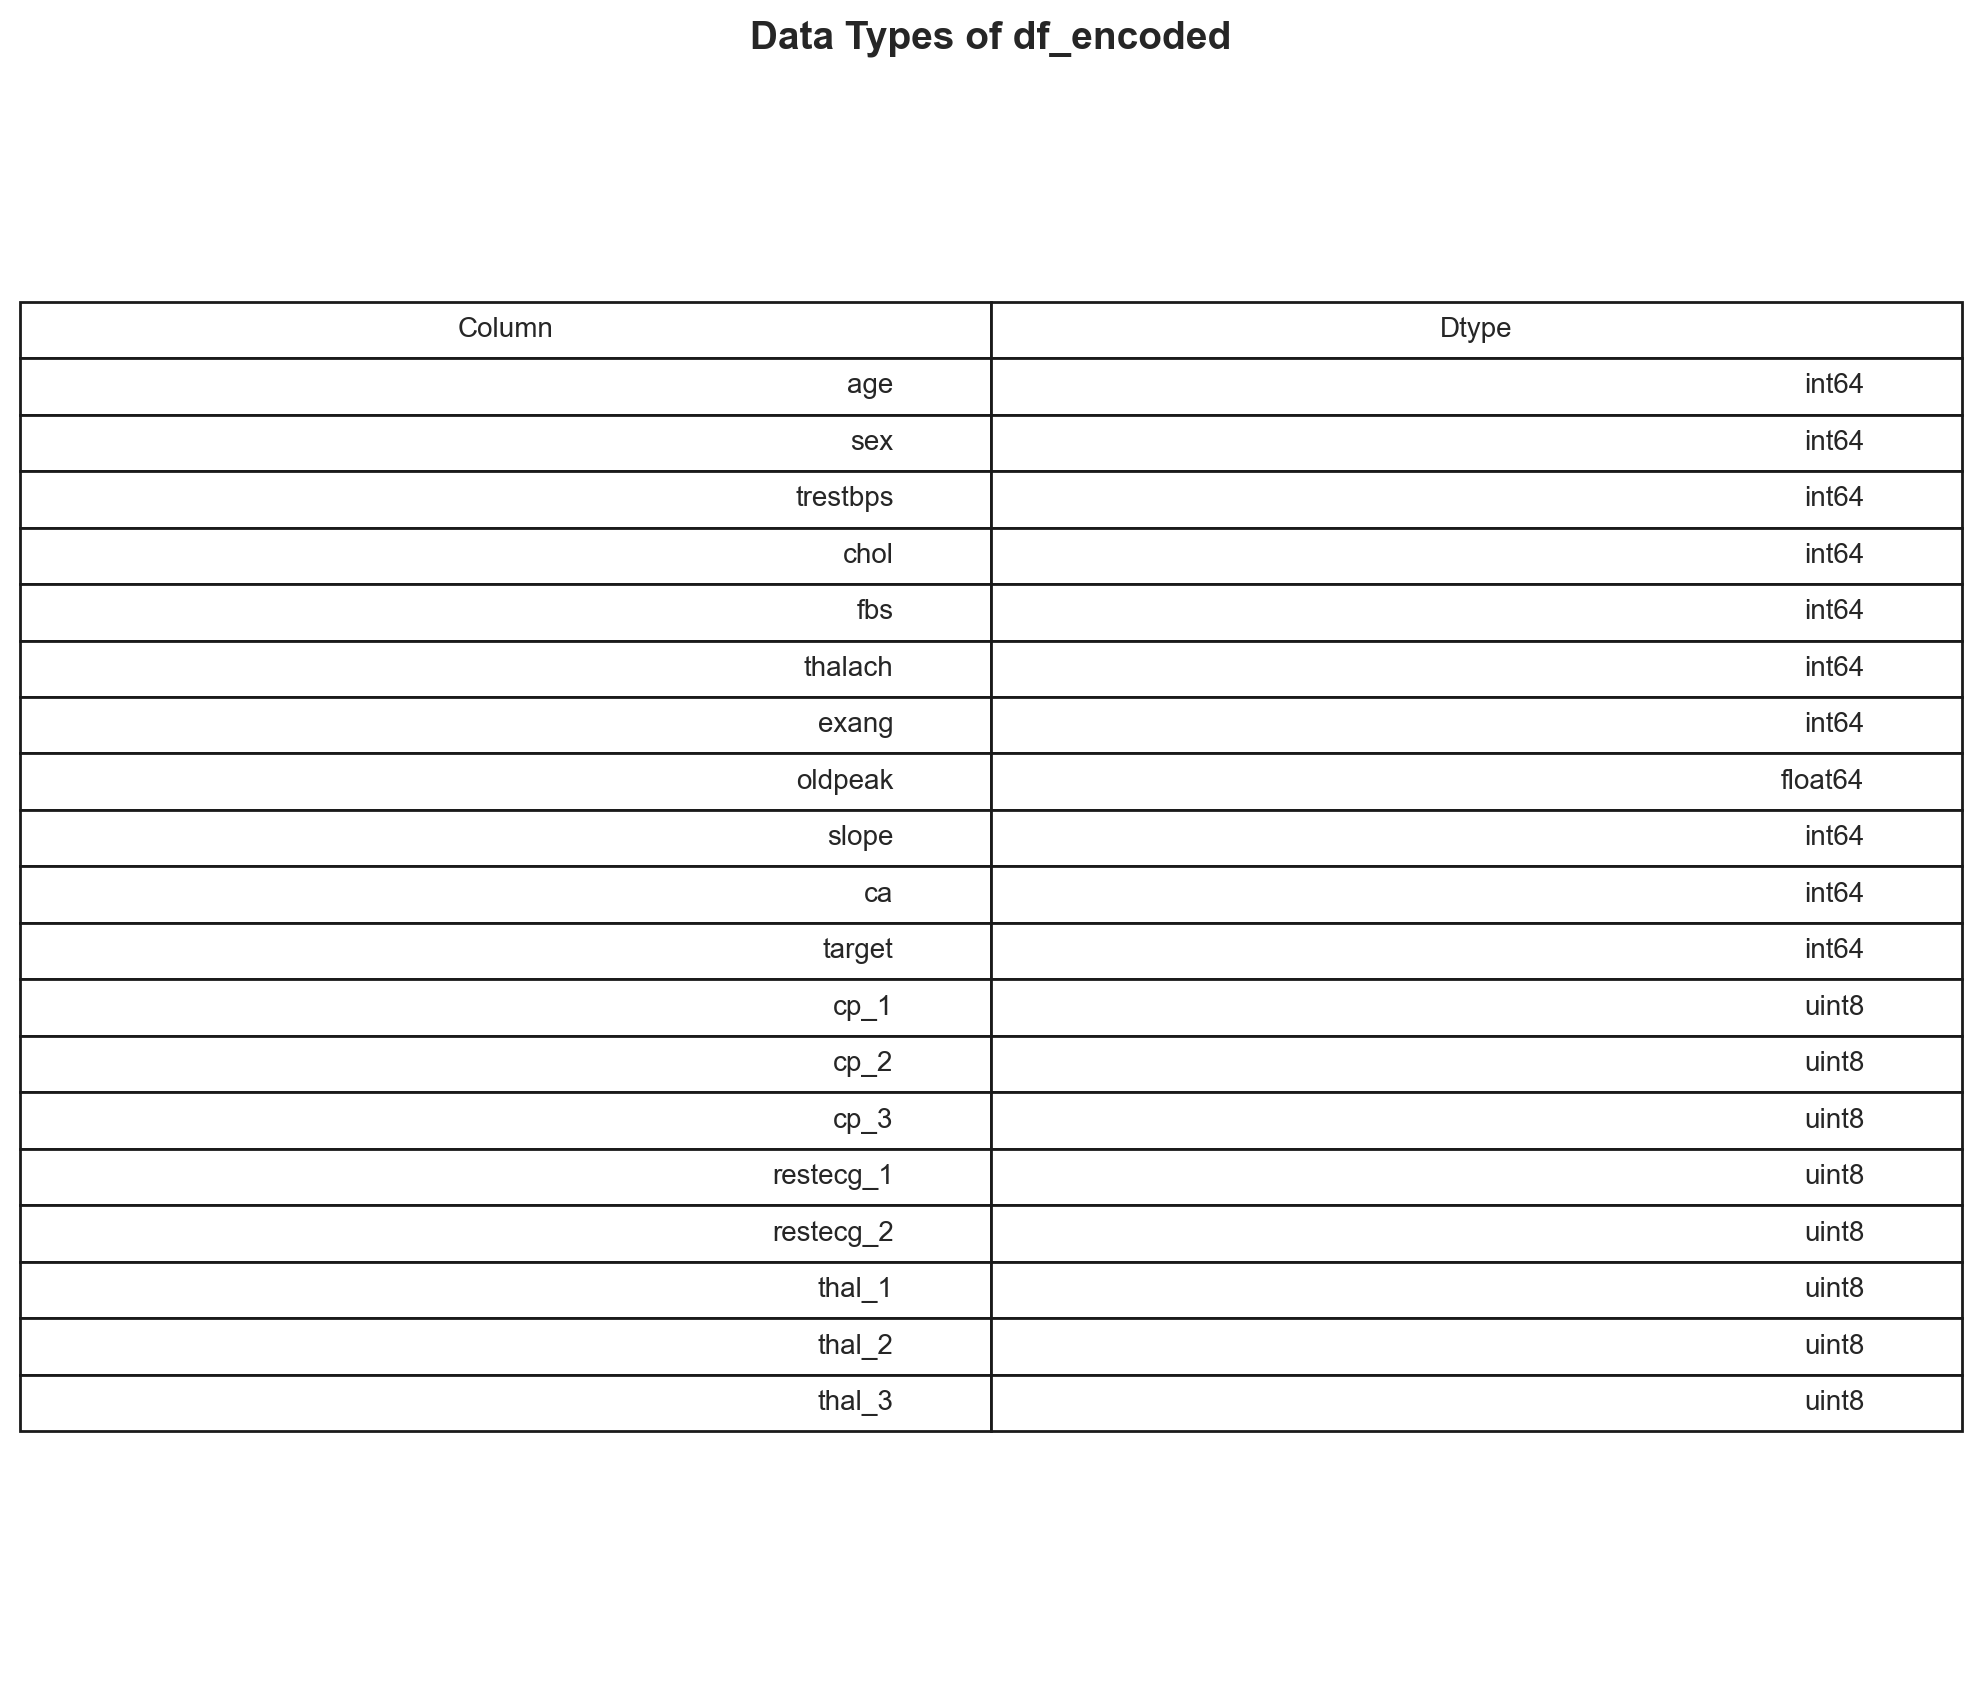 Data Types of df_encoded
Column Dtype
age int64
sex int64
trestbps int64
chol int64
fbs int64
thalach int64
exang int64
oldpeak float64
slope int64
ca int64
target int64
cp_1 uint8
cp_2 uint8
cp_3 uint8
restecg_1 uint8
restecg_2 uint8
thal_1 uint8
thal_2 uint8
thal_3 uint8